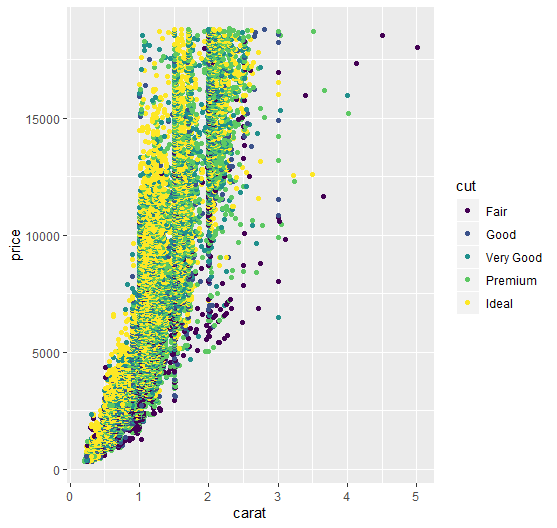 15000
10000
5000
0
price
0 1 2 3 4 5
carat
cut
Fair
Good
Very Good
Premium
Ideal